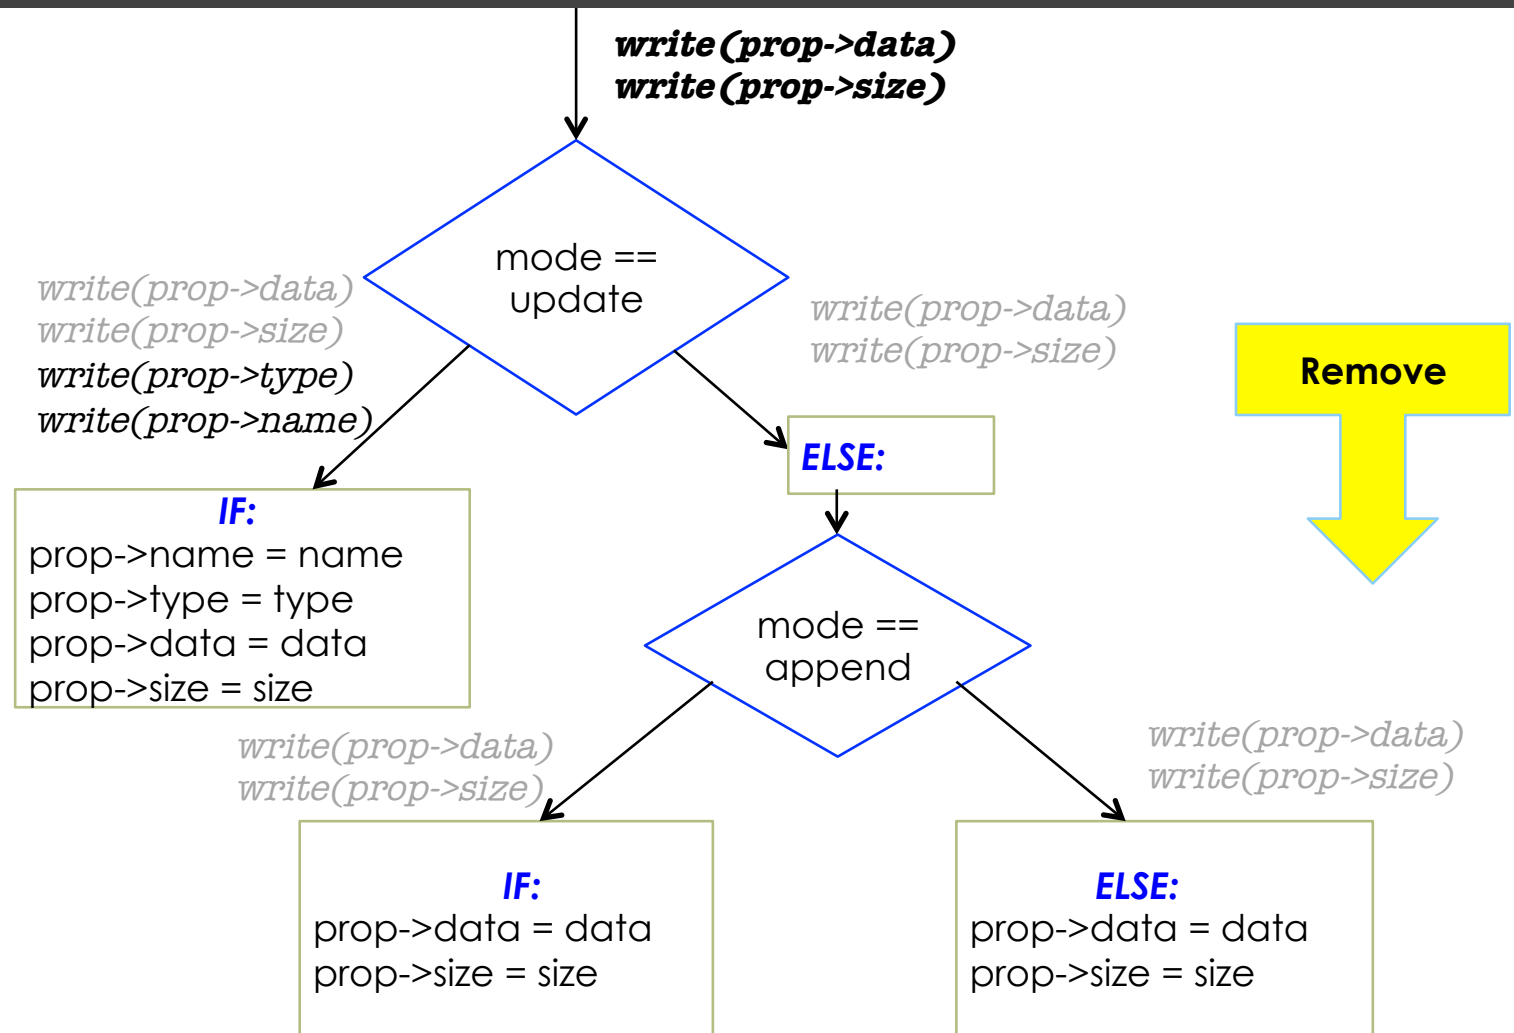 write(prop->data)
write(prop->size)
mode ==
update
write(prop->data)
write(prop->size)
write(prop->type)
write(prop->name)
write(prop->data)
write(prop->size)
Remove
ELSE:
IF:
prop->name = name
prop->type = type
prop->data = data
prop->size = size
mode ==
append
write(prop->data)
write(prop->size)
write(prop->data)
write(prop->size)
IF:
prop->data = data
prop->size = size
ELSE:
prop->data = data
prop->size = size